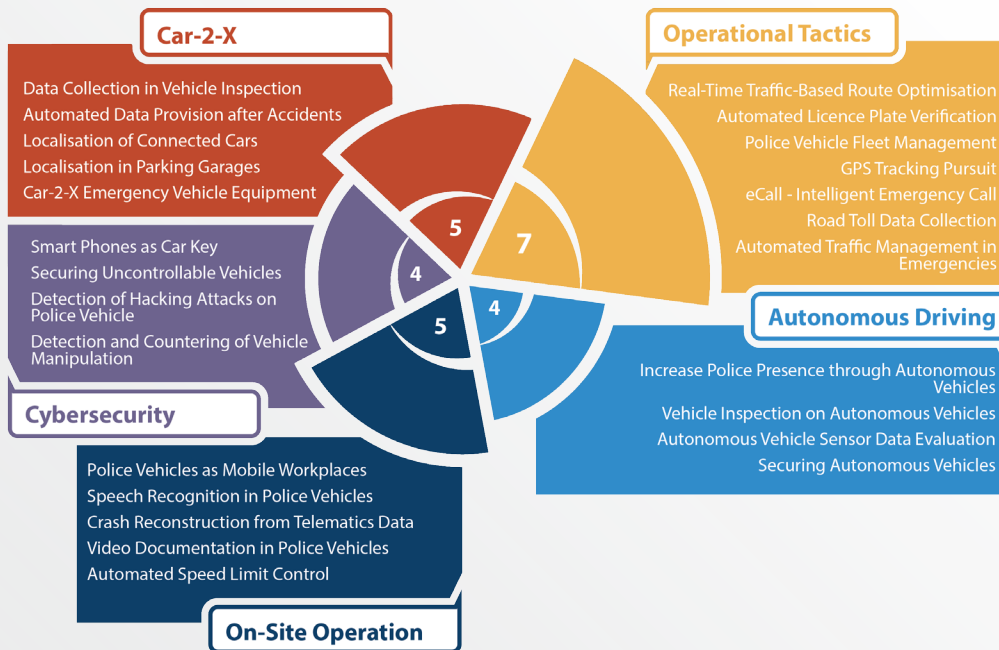 Car-2-X
Data Collection in Vehicle Inspection
Automated Data Provision after Accidents
Localisation of Connected Cars
Localisation in Parking Garages
Car-2-X Emergency Vehicle Equipment
5
Operational Tactics
Real-Time Traffic-Based Route Optimisation
Automated Licence Plate Verification
Police Vehicle Fleet Management
GPS Tracking Pursuit
eCall - Intelligent Emergency Call
Road Toll Data Collection
Automated Traffic Management in
Emergencies
7
Smart Phones as Car Key
Securing Uncontrollable Vehicles
Detection of Hacking Attacks on
Police Vehicle
Detection and Countering of Vehicle
Manipulation
Cybersecurity
4
Autonomous Driving
Increase Police Presence through Autonomous
Vehicles
Vehicle Inspection on Autonomous Vehicles
Autonomous Vehicle Sensor Data Evaluation
Securing Autonomous Vehicles
4
5
Police Vehicles as Mobile Workplaces
Speech Recognition in Police Vehicles
Crash Reconstruction from Telematics Data
Video Documentation in Police Vehicles
Automated Speed Limit Control
On-Site Operation